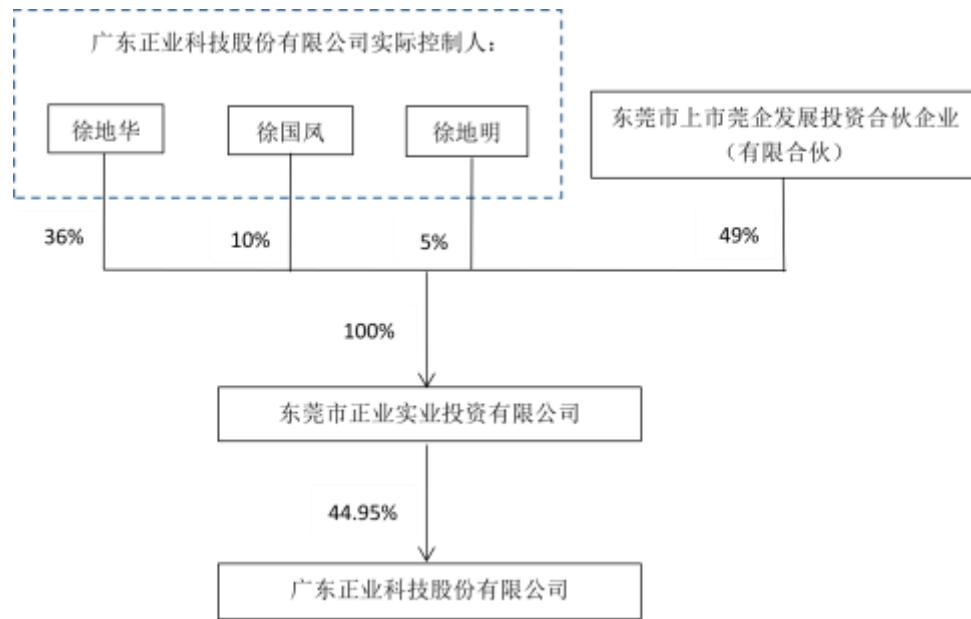 广东正业科技股份有限公司实际控制人：
徐地华
徐国凤
徐地明
东莞市上市莞企发展投资合伙企业
（有限合伙）
36%
10%
5%
49%
100%
东莞市正业实业投资有限公司
44.95%
广东正业科技股份有限公司